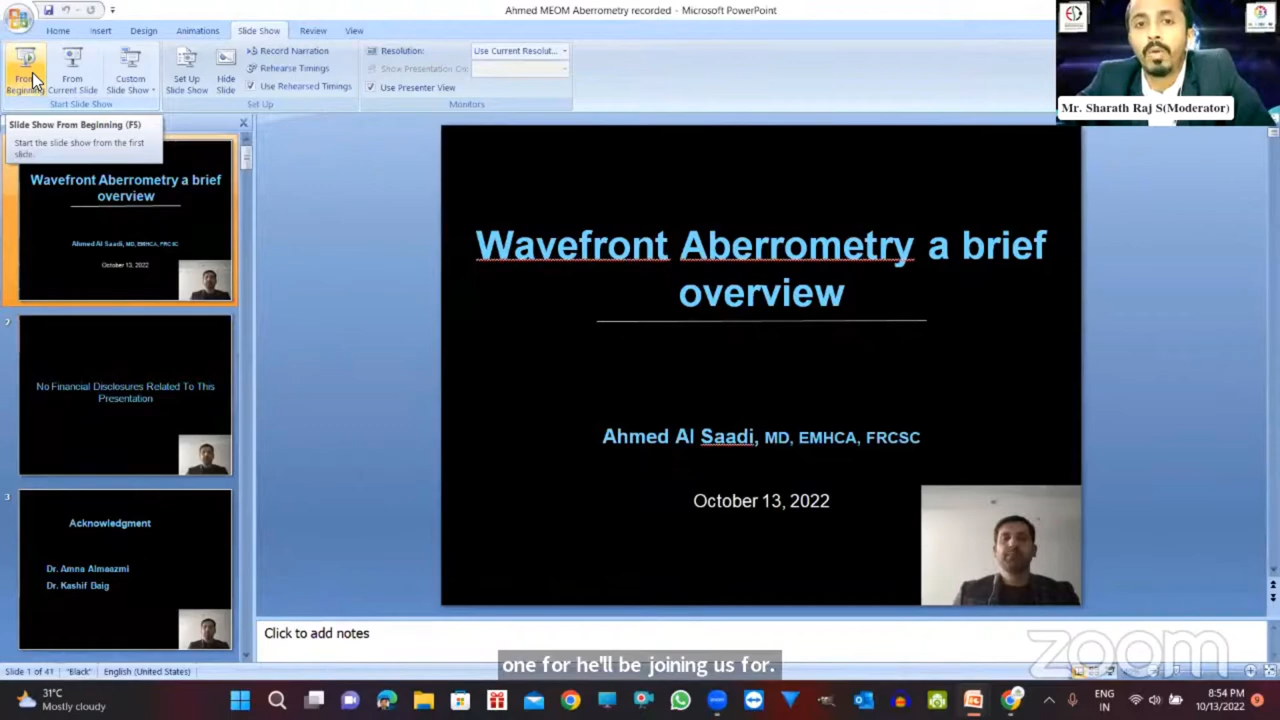 Ahmed MEOM Aberrometry recorded - Microsoft PowerPoint
Home Insert Design Animations Slide Show Review View
From Beginning
From Current Slide
Custom Slide Show
Start Slide Show
Set Up Slide Show
Hide Slide
Record Narration
Rehearse Timings
Use Rehearsed Timings
Set Up
Resolution: Use Current Resolut...
Show Presentation On:
Use Presenter View
Monitors
Mr. Sharath Raj S(Moderator)
Slide Show From Beginning (F5)
Start the slide show from the first
slide.
Wavefront Aberrometry a brief
overview
Ahmed Al Saadi, MD, EMHCA, FRCSC
October 13, 2022
2
No Financial Disclosures Related To This
Presentation
3
Acknowledgment
Dr. Amna Almaazmi
Dr. Kashif Baig
Wavefront Aberrometry a brief
overview
Ahmed Al Saadi, MD, EMHCA, FRCSC
October 13, 2022
Click to add notes
zoom
Slide 1 of 41 "Black" English (United States)
one for he'll be joining us for.
31°C
Mostly cloudy
ENG
IN
8:54 PM
10/13/2022
9